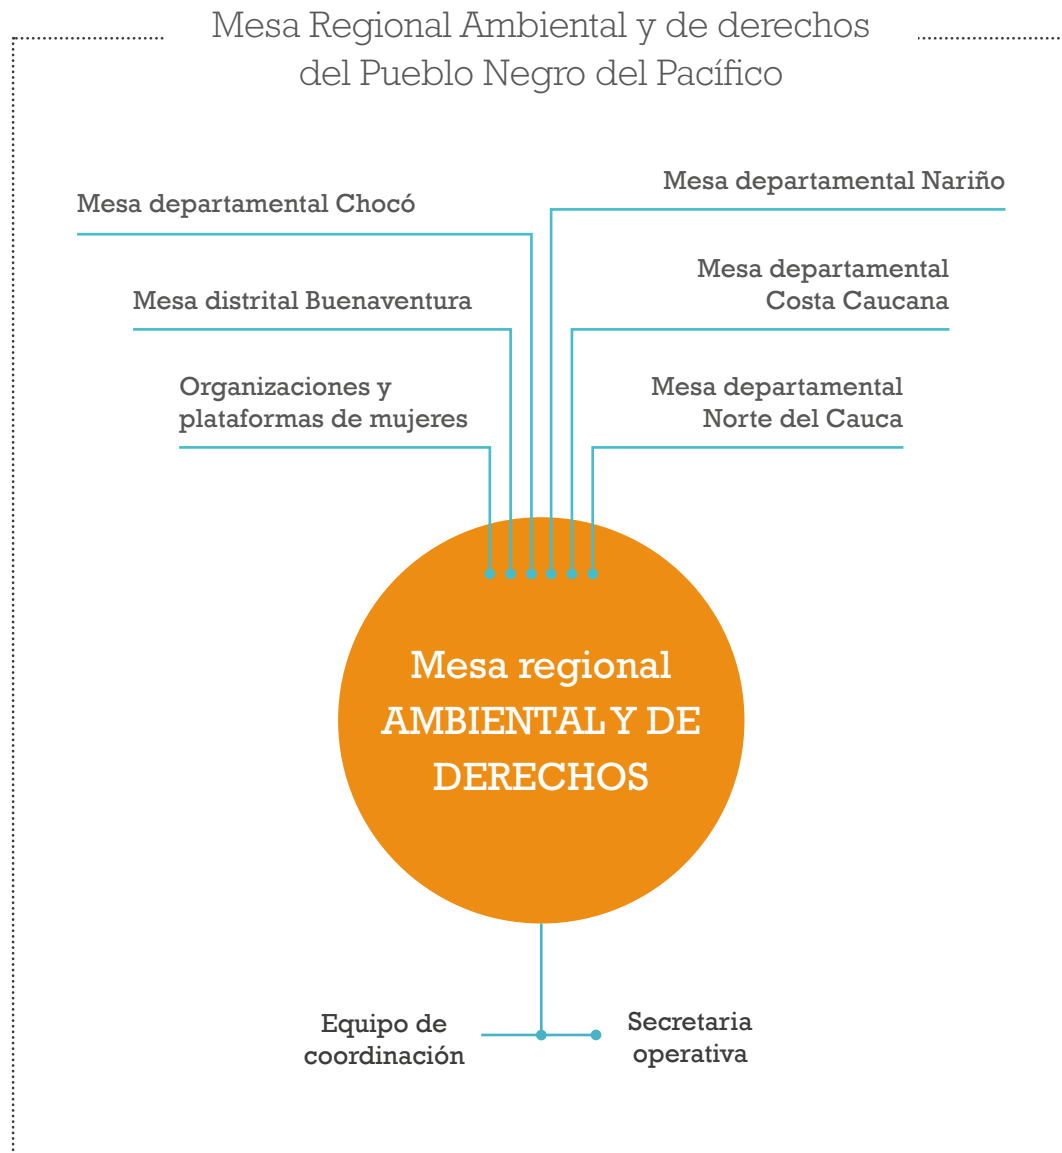 Mesa Regional Ambiental y de derechos
del Pueblo Negro del Pacífico
Mesa departamental Chocó
Mesa departamental Nariño
Mesa distrital Buenaventura
Mesa departamental
Costa Caucana
Organizaciones y
plataformas de mujeres
Mesa departamental
Norte del Cauca
Mesa regional
AMBIENTAL Y DE
DERECHOS
Equipo de
coordinación
Secretaria
operativa